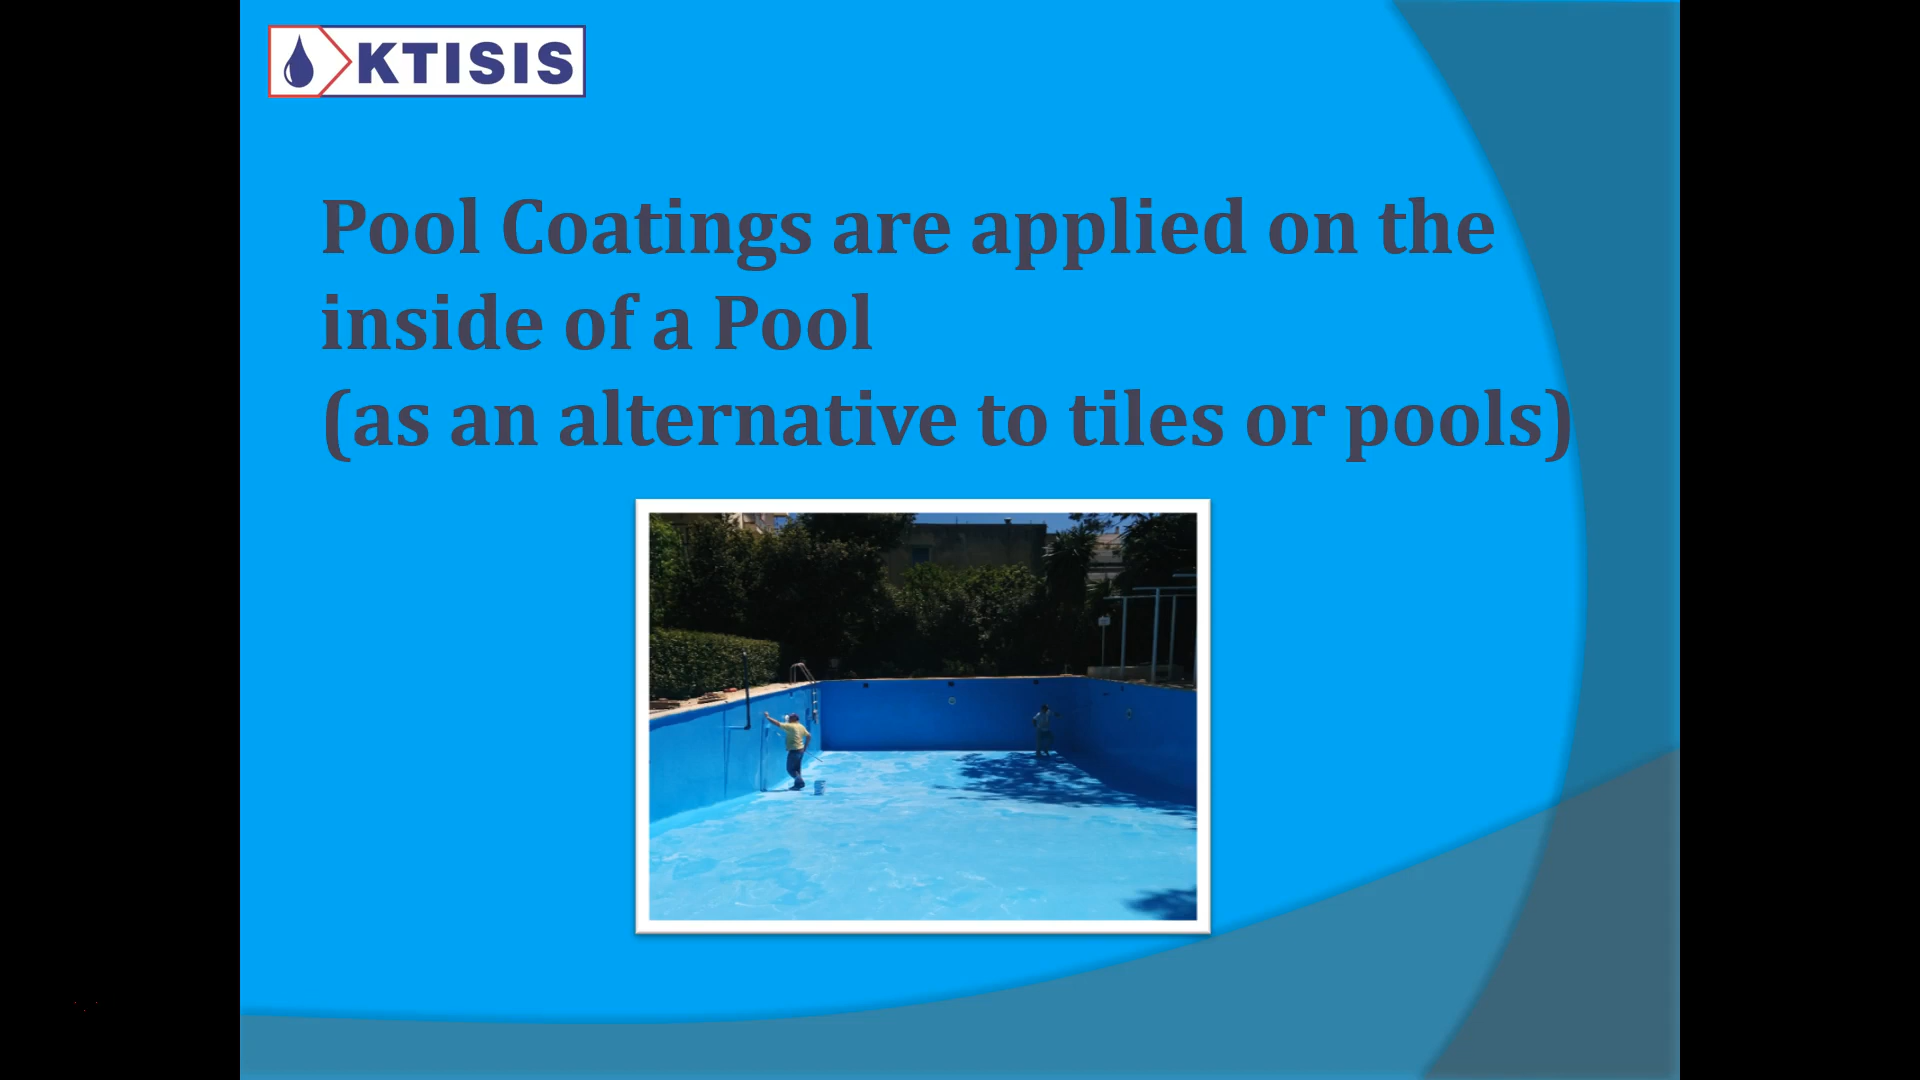 KTISIS
Pool Coatings are applied on the
inside of a Pool
(as an alternative to tiles or pools)